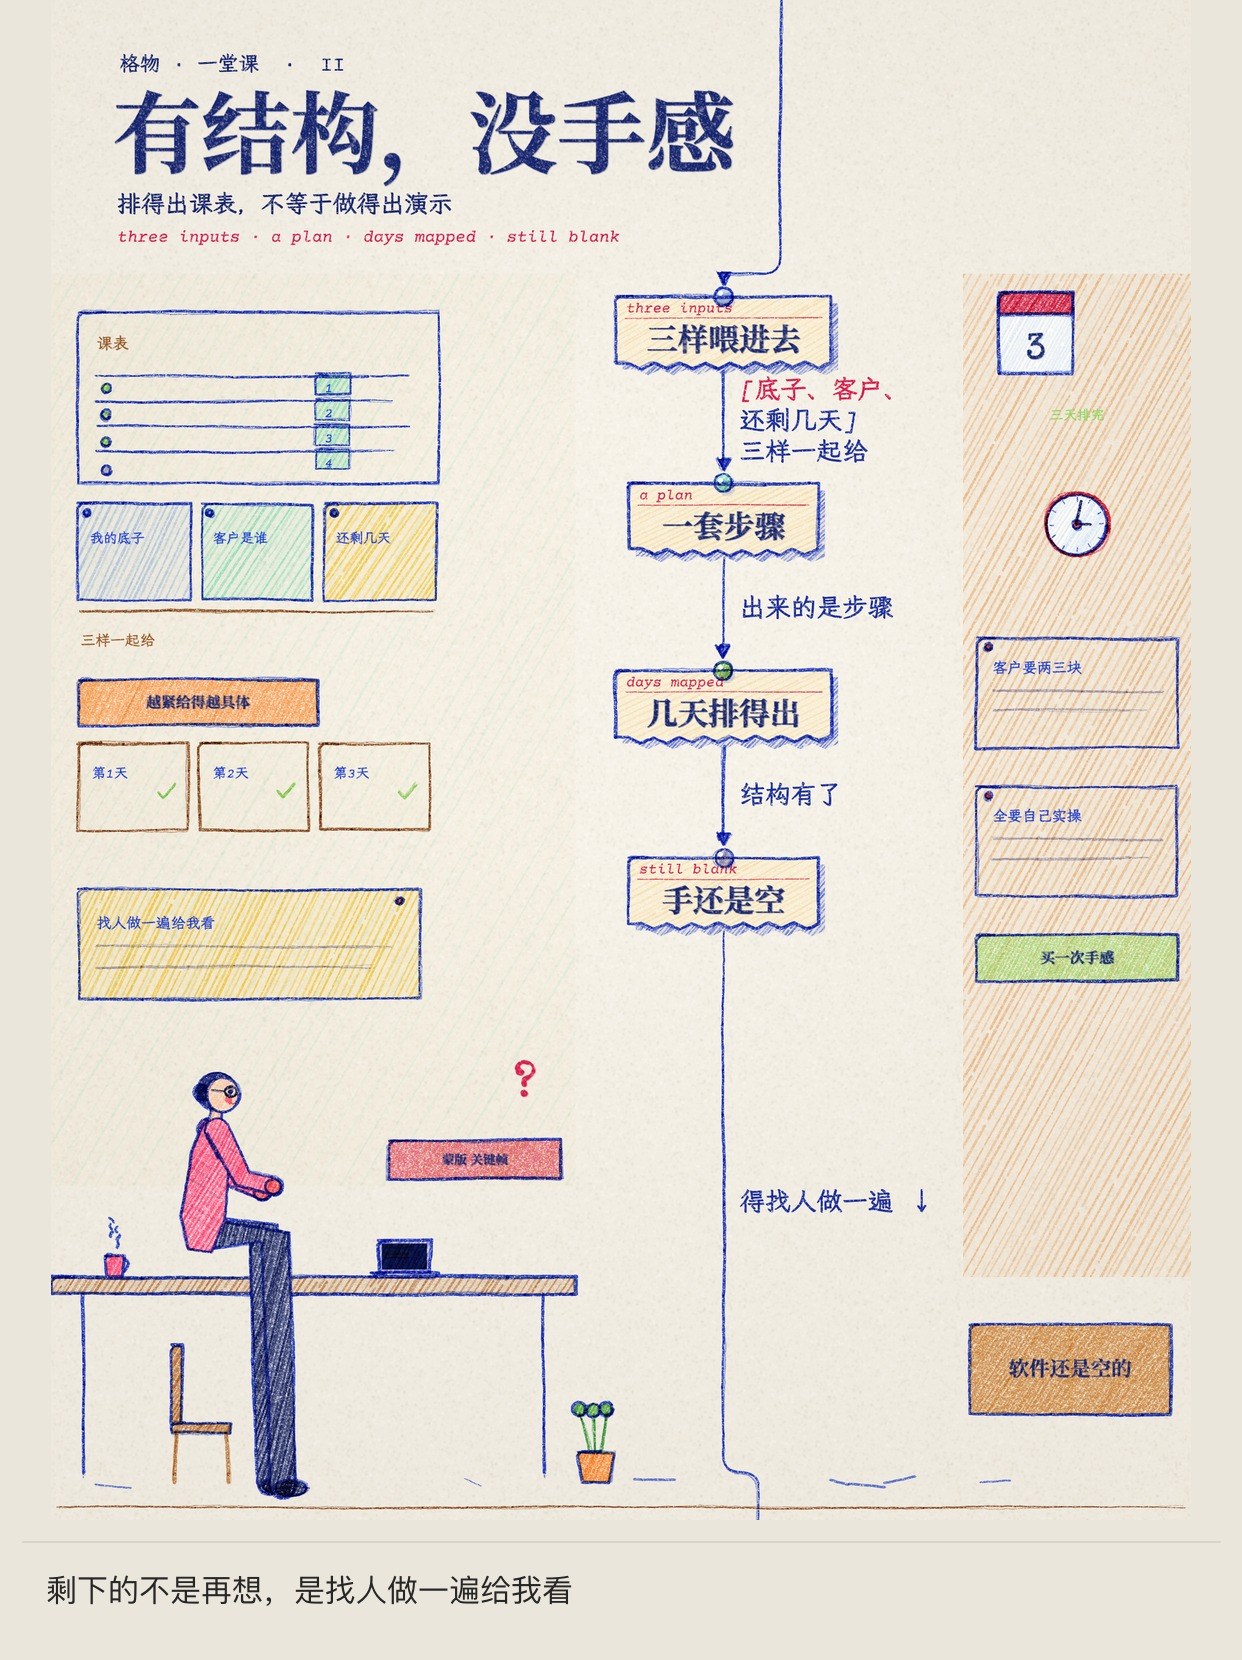 格物 · 一堂课 · II
有结构，没手感
排得出课表，不等于做得出演示
three inputs · a plan · days mapped · still blank
课表
1
2
3
4
我的底子
客户是谁
还剩几天
三样一起给
越紧给得越具体
第1天
第2天
第3天
找人做一遍给我看
?
蒙版 关键帧
three inputs
三样喂进去
[底子、客户、
还剩几天]
三样一起给
a plan
一套步骤
出来的是步骤
days mapped
几天排得出
结构有了
still blank
手还是空
得找人做一遍 ↓
3
三天排完
客户要两三块
全要自己实操
买一次手感
软件还是空的
剩下的不是再想，是找人做一遍给我看